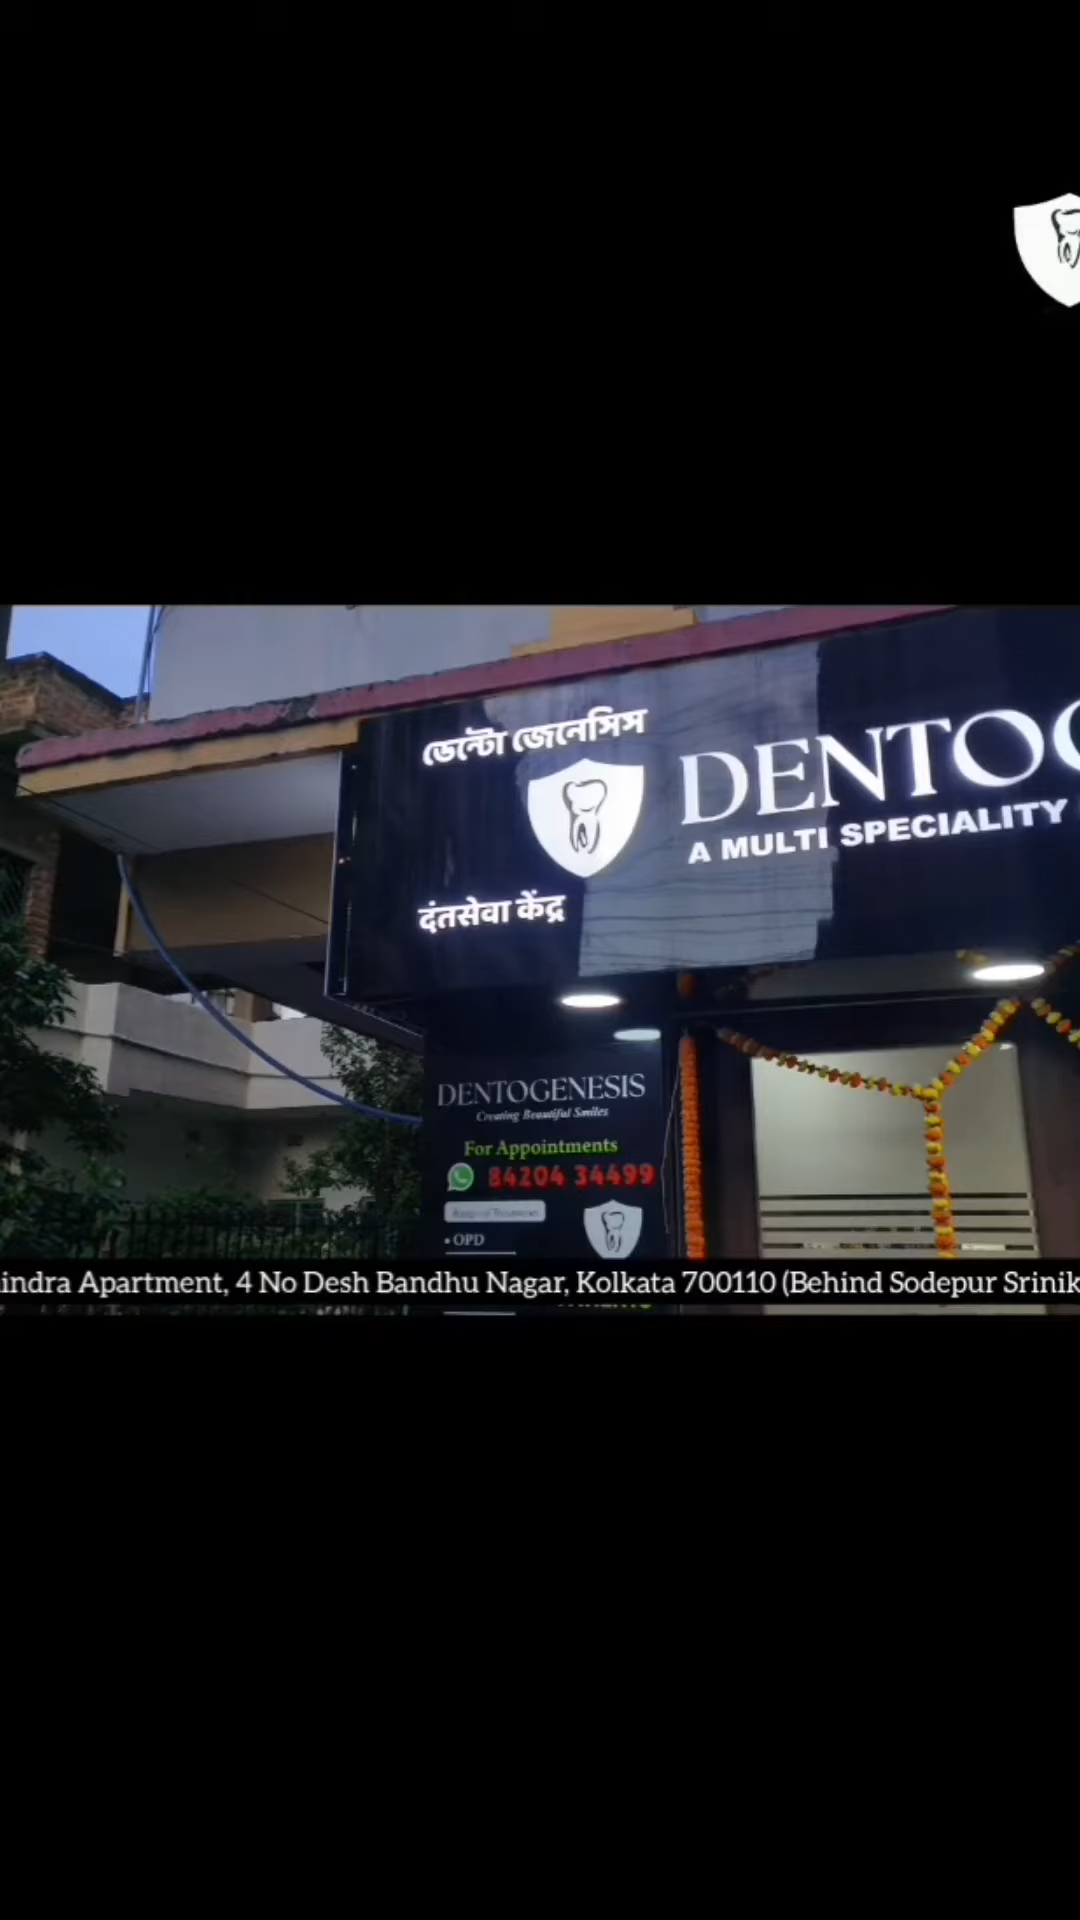 ডেন্টো জেনেসিস
DENTOG
A MULTI SPECIALITY
दंतसेवा केंद्र
DENTOGENESIS
Creating Beautiful Smiles
For Appointments
84204 34499
• OPD
indra Apartment, 4 No Desh Bandhu Nagar, Kolkata 700110 (Behind Sodepur Srinik